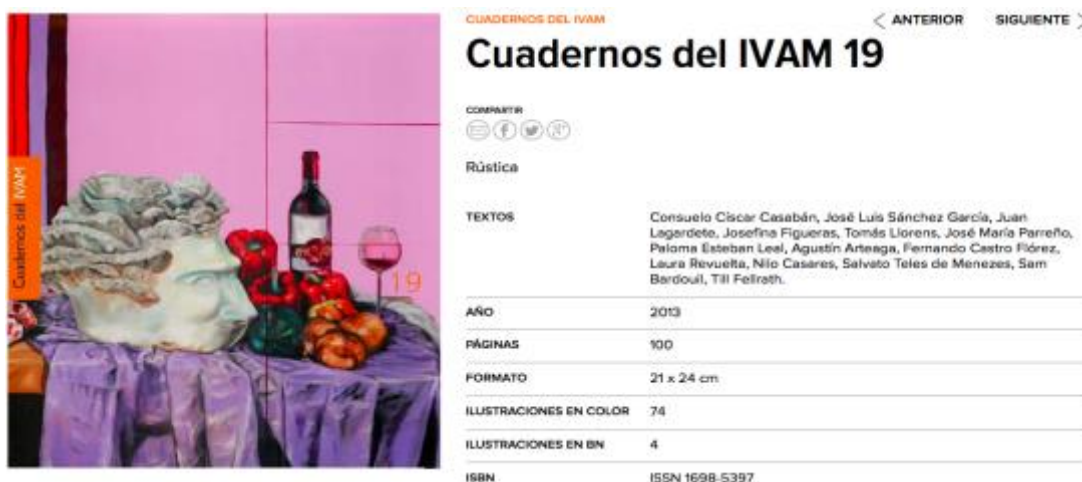 Cuadernos del IVAM
19
CUADERNOS DEL IVAM
ANTERIOR SIGUIENTE
Cuadernos del IVAM 19
COMPARTIR
Rústica
TEXTOS Consuelo Císcar Casabán, José Luis Sánchez García, Juan
Lagardete, Josefina Figueras, Tomás Llorens, José María Parreño,
Paloma Esteban Leal, Agustín Arteaga, Fernando Castro Flórez,
Laura Revuelta, Nilo Casares, Salvato Teles de Menezes, Sam
Bardouil, Till Fellrath.
AÑO 2013
PÁGINAS 100
FORMATO 21 x 24 cm
ILUSTRACIONES EN COLOR 74
ILUSTRACIONES EN BN 4
ISBN ISSN 1698-5397